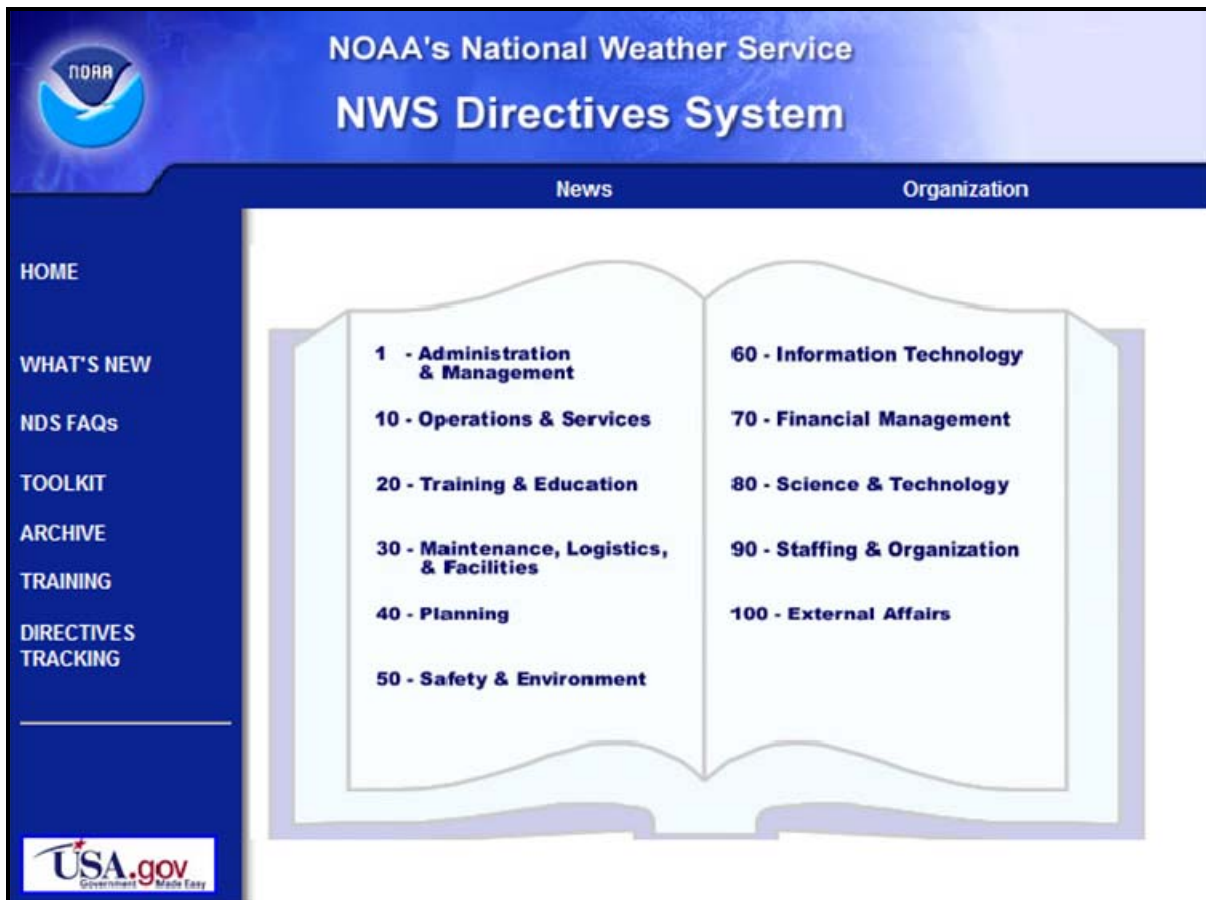 NOAA
NOAA's National Weather Service
NWS Directives System
News
Organization
HOME
WHAT'S NEW
NDS FAQs
TOOLKIT
ARCHIVE
TRAINING
DIRECTIVES
TRACKING
1 - Administration
& Management
10 - Operations & Services
20 - Training & Education
30 - Maintenance, Logistics,
& Facilities
40 - Planning
50 - Safety & Environment
60 - Information Technology
70 - Financial Management
80 - Science & Technology
90 - Staffing & Organization
100 - External Affairs
USA.gov
Government Made Easy